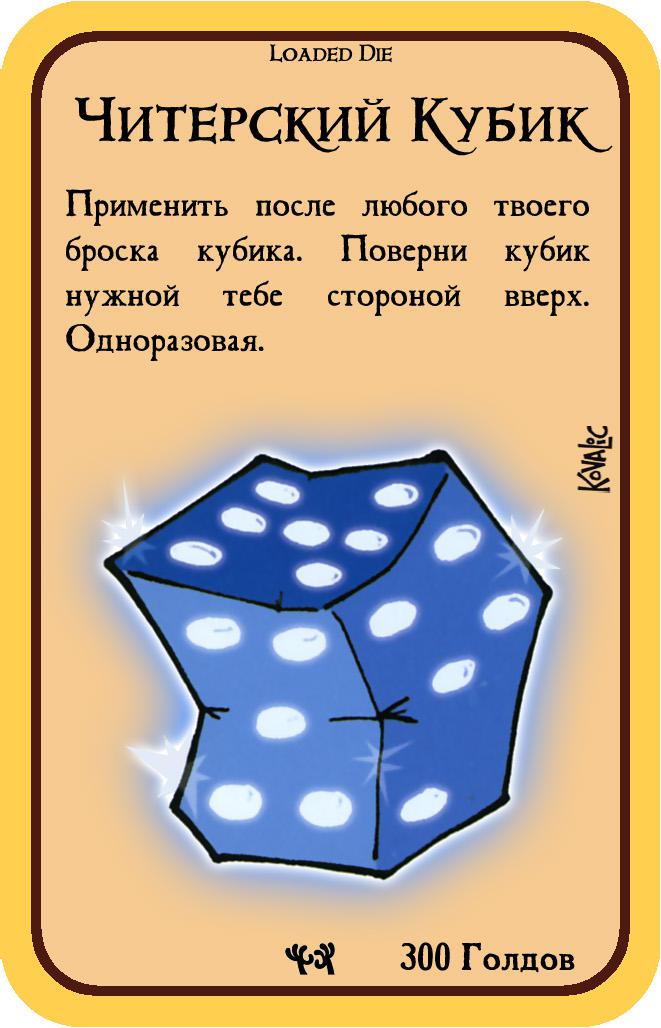 Loaded Die
Читерский Кубик
Применить после любого твоего
броска кубика. Поверни кубик
нужной тебе стороной вверх.
Одноразовая.
KOVALIC
300 Голдов